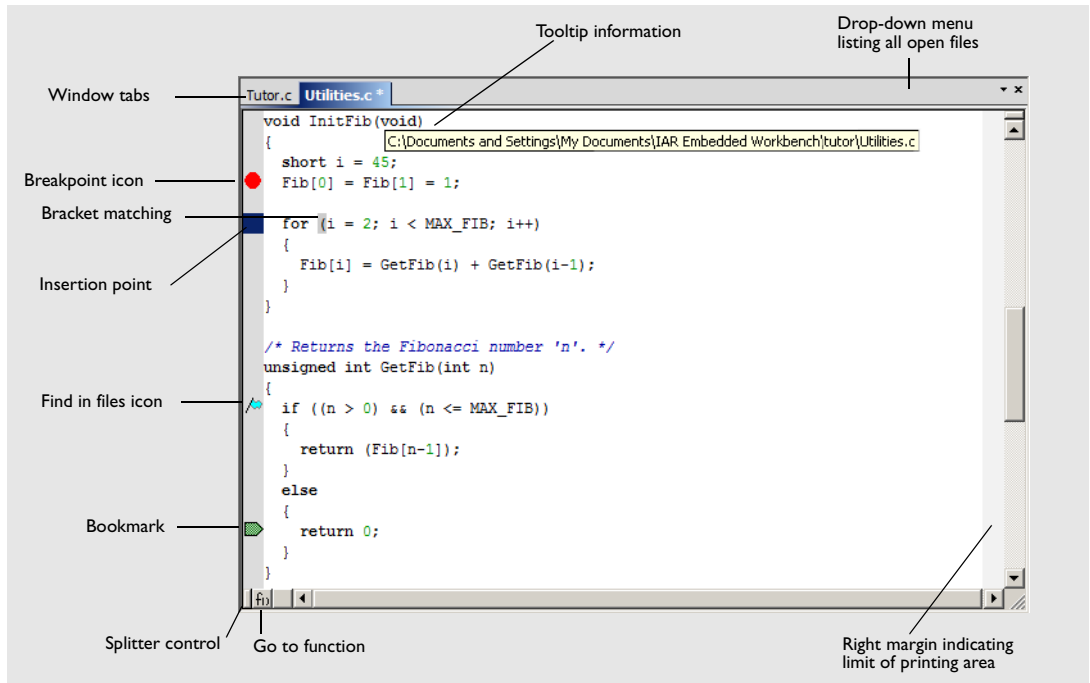 Tooltip information
Drop-down menu
listing all open files
Window tabs
Tutor.c Utilities.c *
void InitFib(void)
C:\Documents and Settings\My Documents\IAR Embedded Workbench\tutor\Utilities.c
{
short i = 45;
Breakpoint icon
Fib[0] = Fib[1] = 1;
Bracket matching
for (i = 2; i < MAX_FIB; i++)
{
Fib[i] = GetFib(i) + GetFib(i-1);
Insertion point
}
}
/* Returns the Fibonacci number 'n'. */
unsigned int GetFib(int n)
{
Find in files icon
if ((n > 0) && (n <= MAX_FIB))
{
return (Fib[n-1]);
}
else
{
Bookmark
return 0;
}
}
f()
Splitter control
Go to function
Right margin indicating
limit of printing area